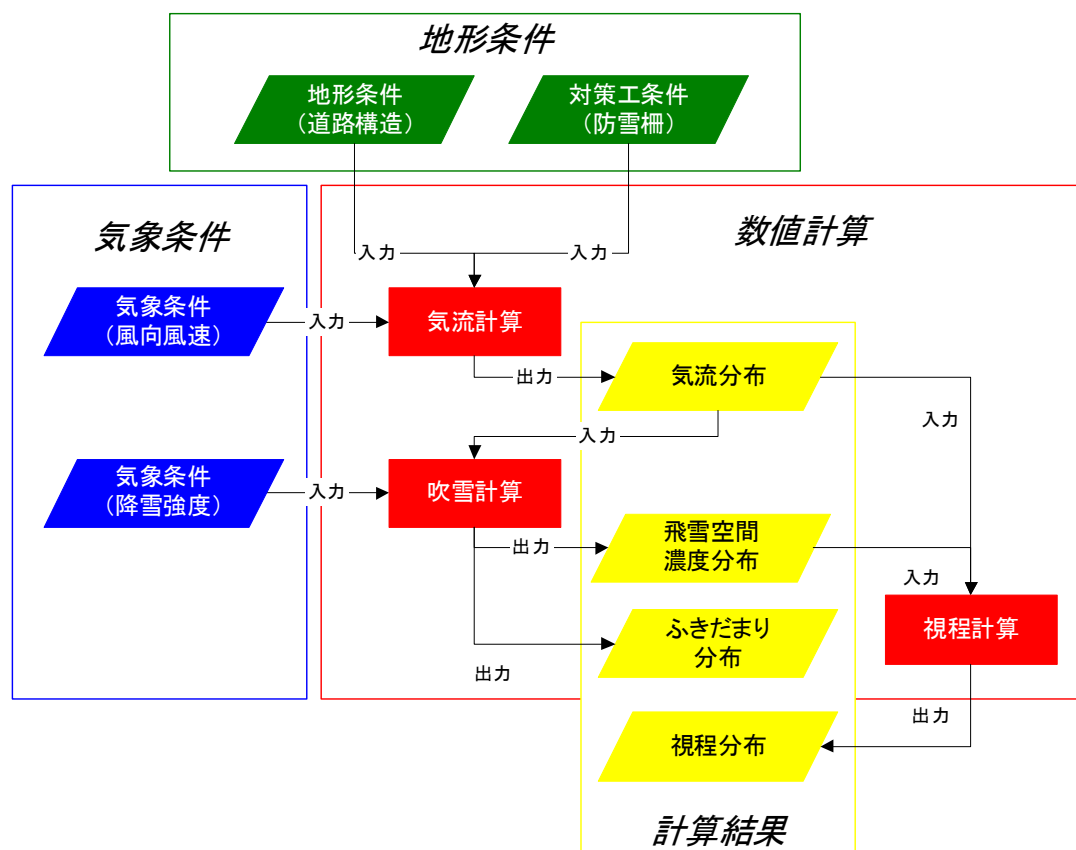 地形条件
地形条件
（道路構造）
対策工条件
（防雪柵）
気象条件
数値計算
入力
入力
気象条件
（風向風速）
入力
気流計算
出力
気流分布
入力
入力
気象条件
（降雪強度）
入力
吹雪計算
出力
飛雪空間
濃度分布
入力
視程計算
ふきだまり
分布
出力
出力
視程分布
計算結果